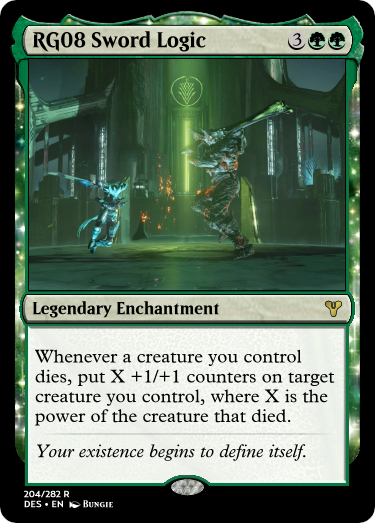 RG08 Sword Logic 3
Legendary Enchantment
Whenever a creature you control
dies, put X +1/+1 counters on target
creature you control, where X is the
power of the creature that died.
Your existence begins to define itself.
204/282 R
DES • EN Bungie